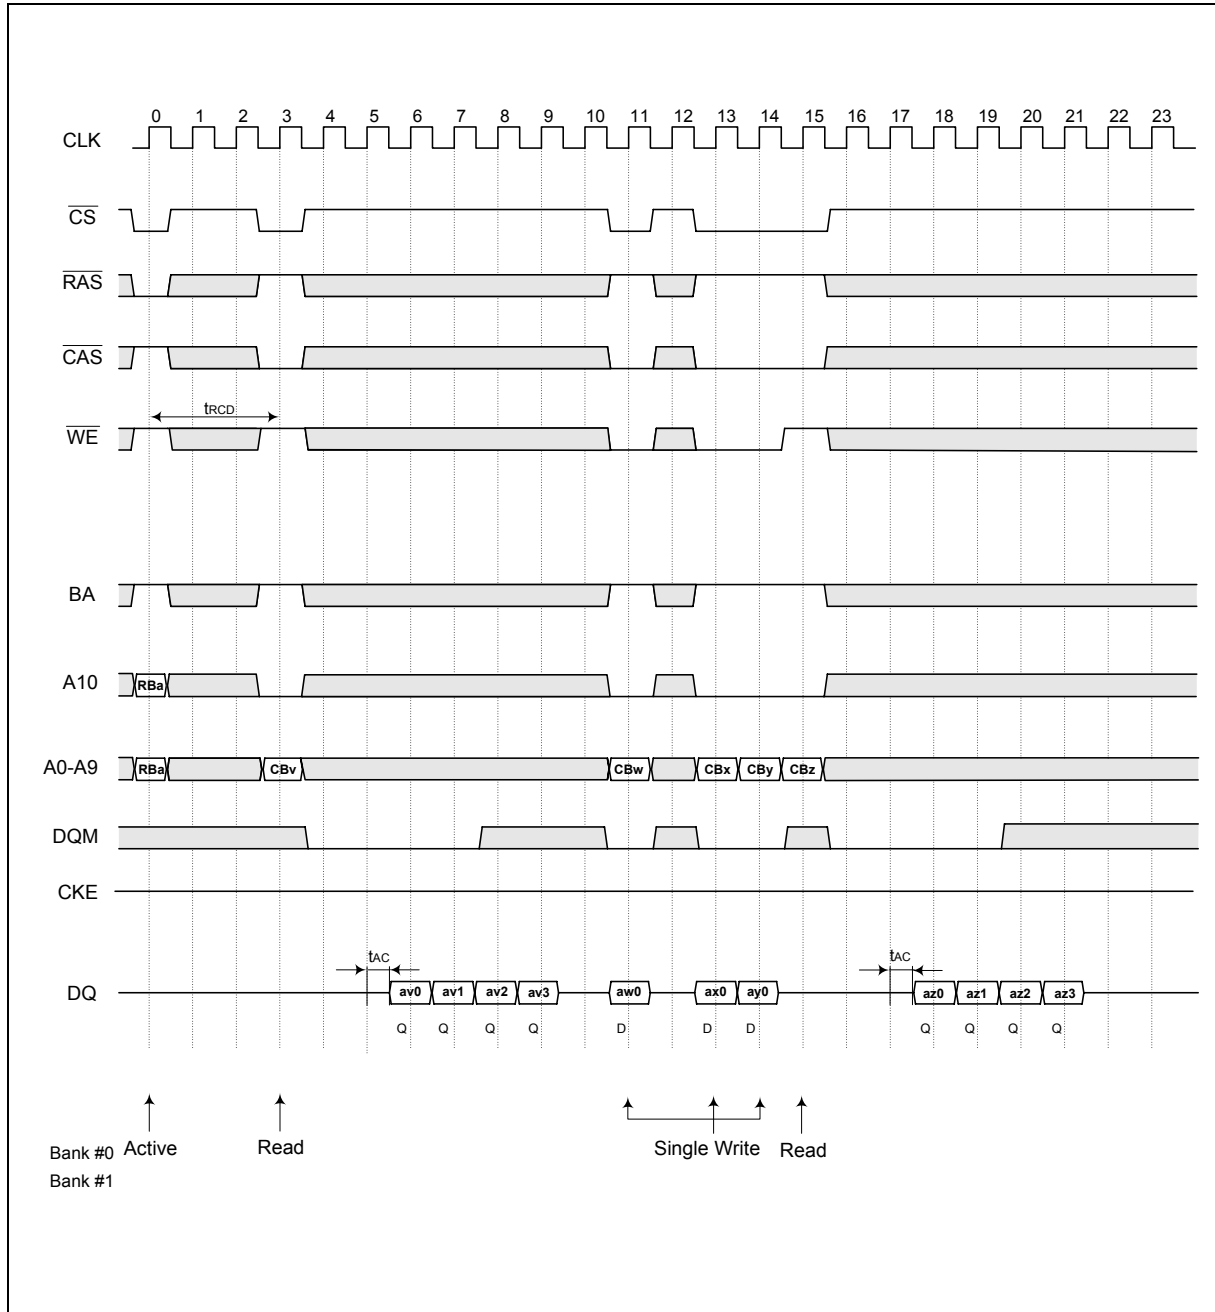 0 1 2 3 4 5 6 7 8 9 10 11 12 13 14 15 16 17 18 19 20 21 22 23
CLK
CS
RAS
CAS
tRCD
WE
BA
A10 RBa
A0-A9 RBa CBv CBw CBx CBy CBz
DQM
CKE
tAC tAC
DQ av0 av1 av2 av3 aw0 ax0 ay0 az0 az1 az2 az3
Q Q Q Q D D D Q Q Q Q
Bank #0 Active Read Single Write Read
Bank #1